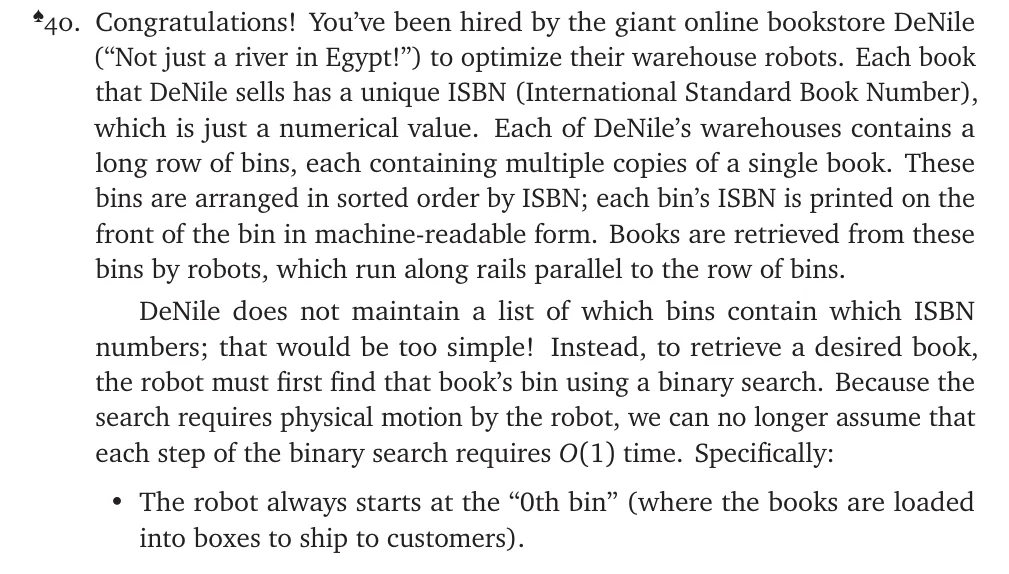 ♠40. Congratulations! You’ve been hired by the giant online bookstore DeNile
(“Not just a river in Egypt!”) to optimize their warehouse robots. Each book
that DeNile sells has a unique ISBN (International Standard Book Number),
which is just a numerical value. Each of DeNile’s warehouses contains a
long row of bins, each containing multiple copies of a single book. These
bins are arranged in sorted order by ISBN; each bin’s ISBN is printed on the
front of the bin in machine-readable form. Books are retrieved from these
bins by robots, which run along rails parallel to the row of bins.
DeNile does not maintain a list of which bins contain which ISBN
numbers; that would be too simple! Instead, to retrieve a desired book,
the robot must first find that book’s bin using a binary search. Because the
search requires physical motion by the robot, we can no longer assume that
each step of the binary search requires O(1) time. Specifically:
• The robot always starts at the “0th bin” (where the books are loaded
into boxes to ship to customers).